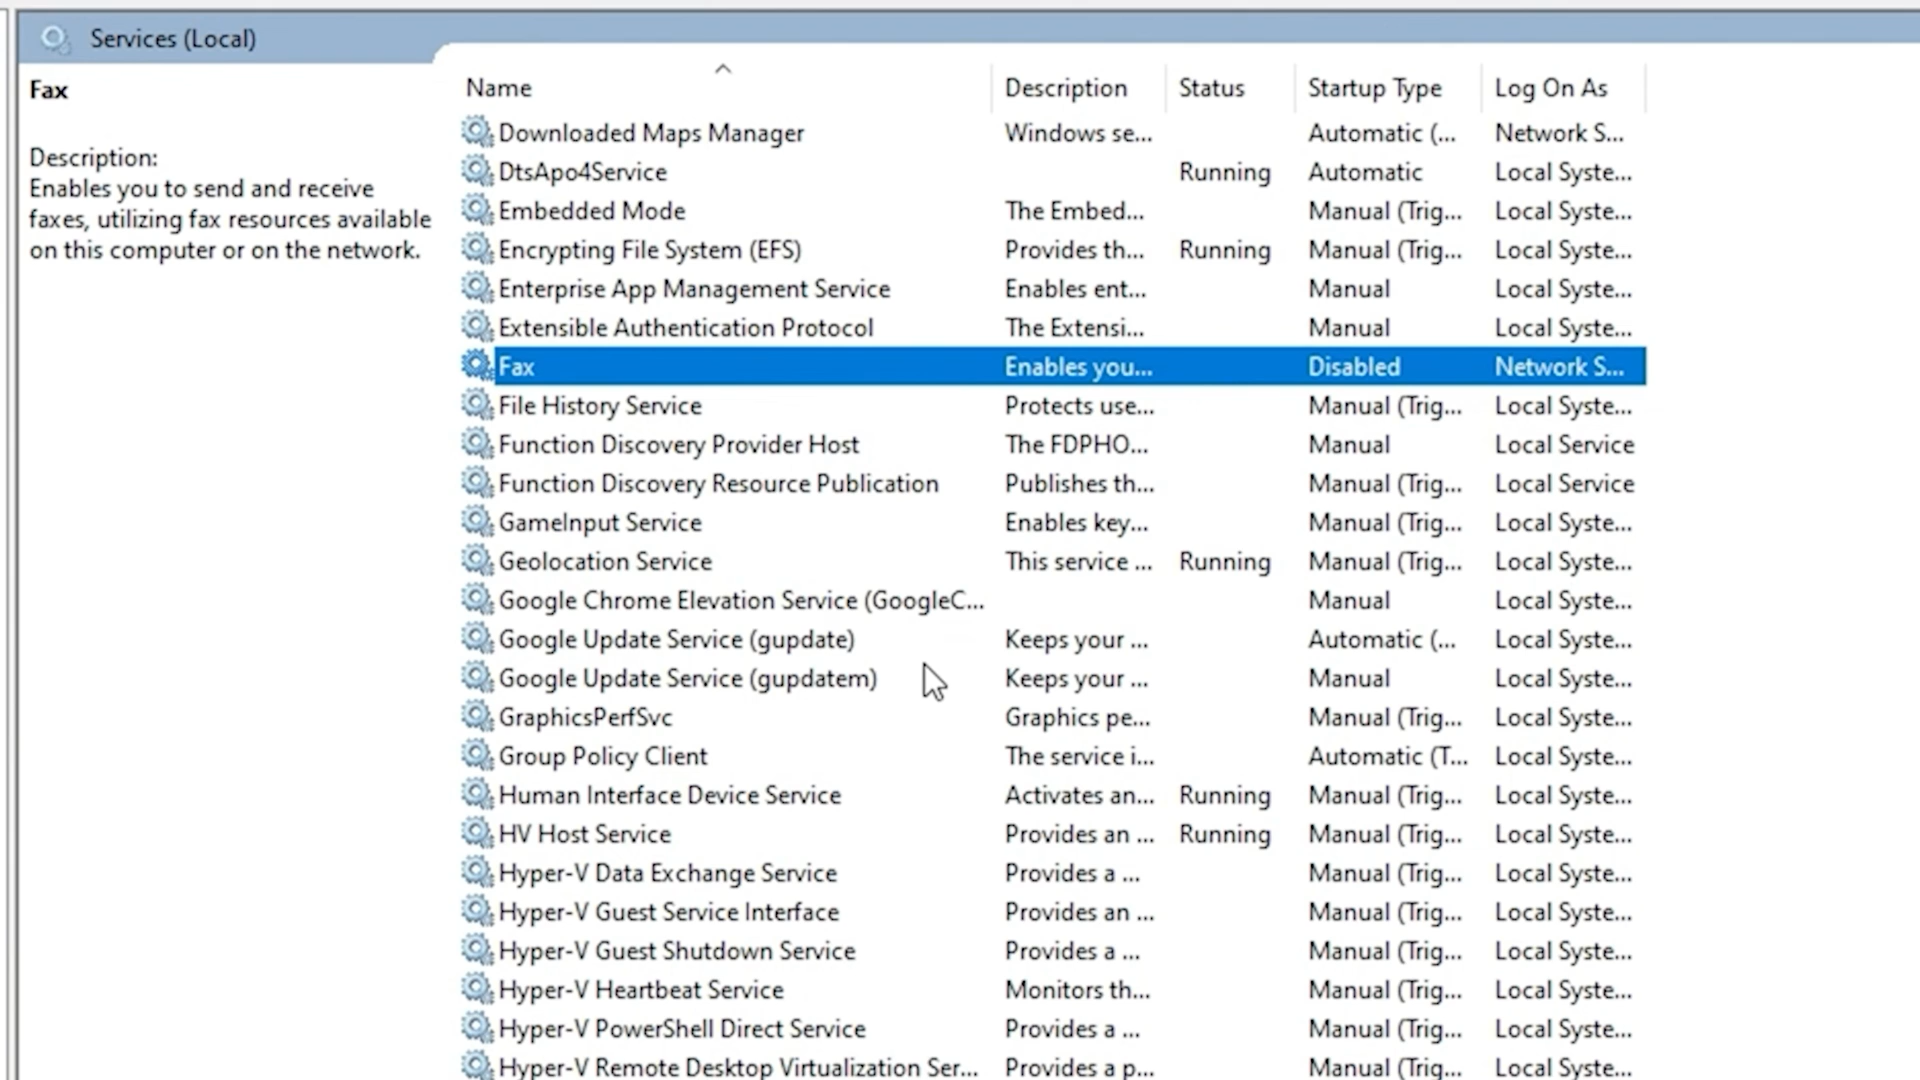 Services (Local)
Fax
Description:
Enables you to send and receive
faxes, utilizing fax resources available
on this computer or on the network.
Name Description Status Startup Type Log On As
Downloaded Maps Manager Windows se... Automatic (... Network S...
DtsApo4Service Running Automatic Local Syste...
Embedded Mode The Embed... Manual (Trig... Local Syste...
Encrypting File System (EFS) Provides th... Running Manual (Trig... Local Syste...
Enterprise App Management Service Enables ent... Manual Local Syste...
Extensible Authentication Protocol The Extensi... Manual Local Syste...
Fax Enables you... Disabled Network S...
File History Service Protects use... Manual (Trig... Local Syste...
Function Discovery Provider Host The FDPHO... Manual Local Service
Function Discovery Resource Publication Publishes th... Manual (Trig... Local Service
GameInput Service Enables key... Manual (Trig... Local Syste...
Geolocation Service This service ... Running Manual (Trig... Local Syste...
Google Chrome Elevation Service (GoogleC... Manual Local Syste...
Google Update Service (gupdate) Keeps your ... Automatic (... Local Syste...
Google Update Service (gupdatem) Keeps your ... Manual Local Syste...
GraphicsPerfSvc Graphics pe... Manual (Trig... Local Syste...
Group Policy Client The service i... Automatic (T... Local Syste...
Human Interface Device Service Activates an... Running Manual (Trig... Local Syste...
HV Host Service Provides an ... Running Manual (Trig... Local Syste...
Hyper-V Data Exchange Service Provides a ... Manual (Trig... Local Syste...
Hyper-V Guest Service Interface Provides an ... Manual (Trig... Local Syste...
Hyper-V Guest Shutdown Service Provides a ... Manual (Trig... Local Syste...
Hyper-V Heartbeat Service Monitors th... Manual (Trig... Local Syste...
Hyper-V PowerShell Direct Service Provides a ... Manual (Trig... Local Syste...
Hyper-V Remote Desktop Virtualization Ser... Provides a p... Manual (Trig... Local Syste...